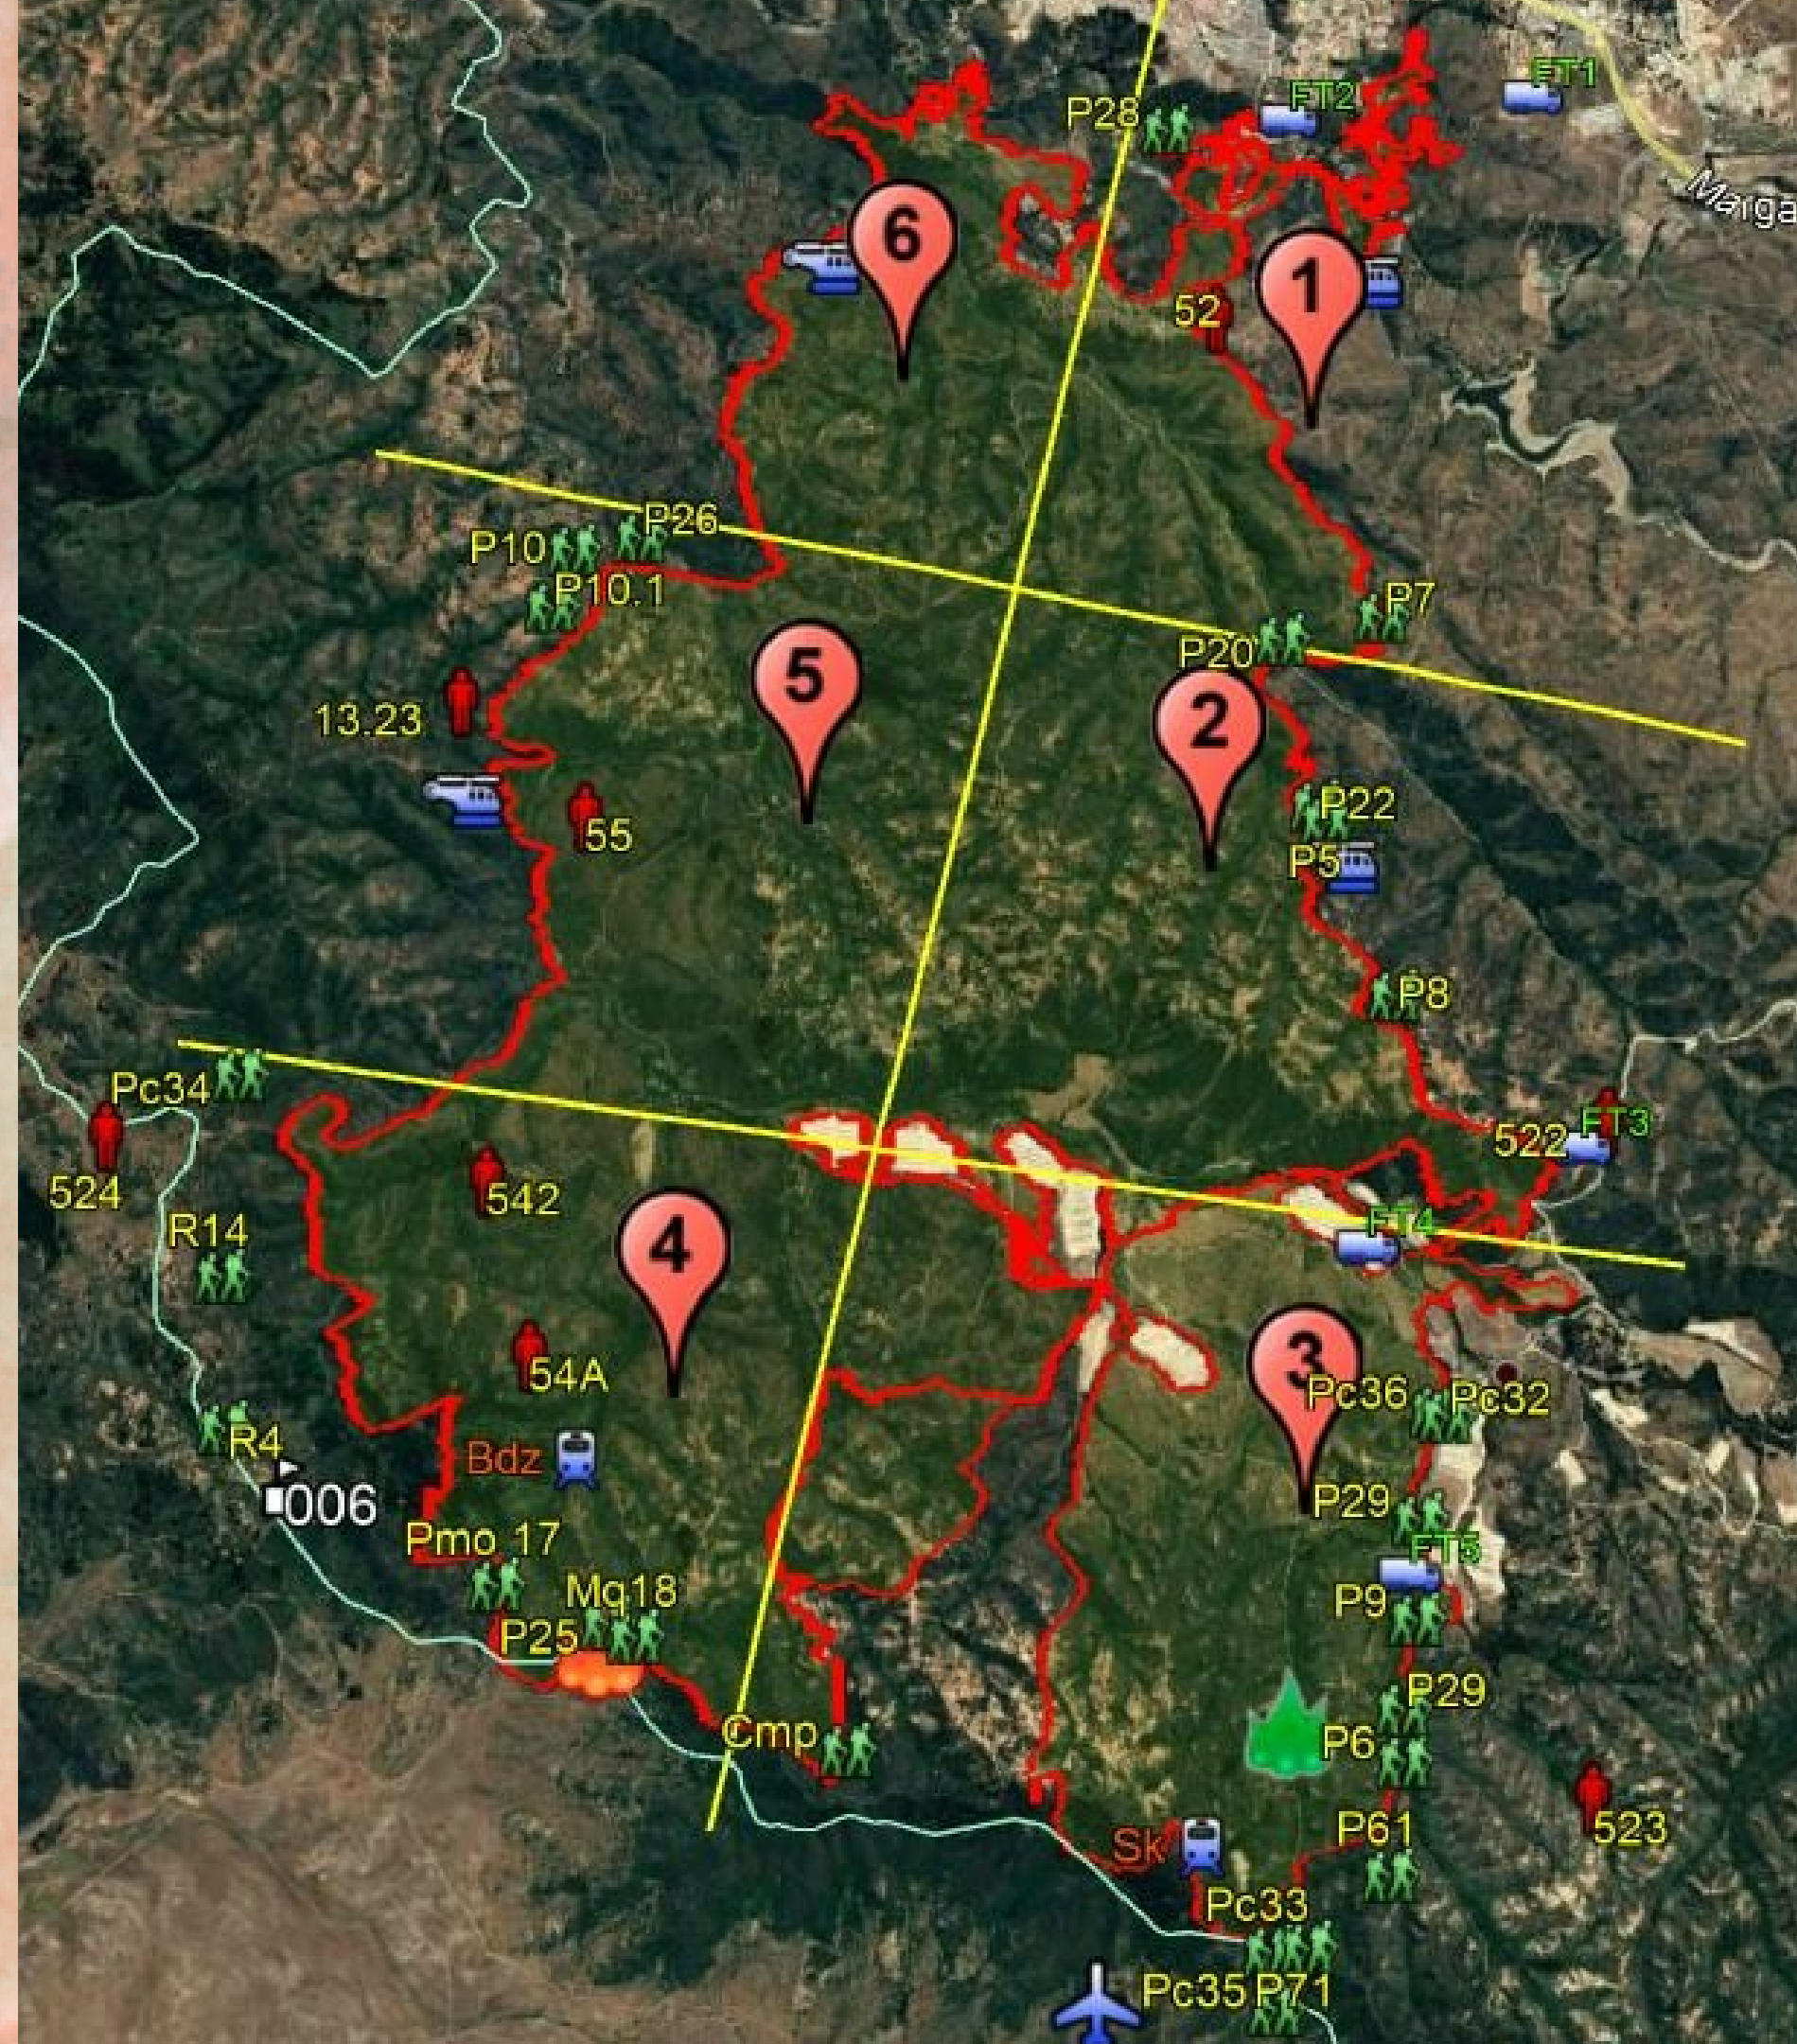 FT1
FT2
P28
Maiga
6
1
52
P26
P10
P10.1
P7
P20
5
2
13.23
55
P22
P5
P8
Pc34
522
FT3
524
542
R14
4
FT4
3
54A
Pc36
Pc32
R4
Bdz
006
P29
Pmo 17
FT5
Mq18
P9
P25
P29
Cmp
P6
P61
523
Sk
Pc33
Pc35
P71